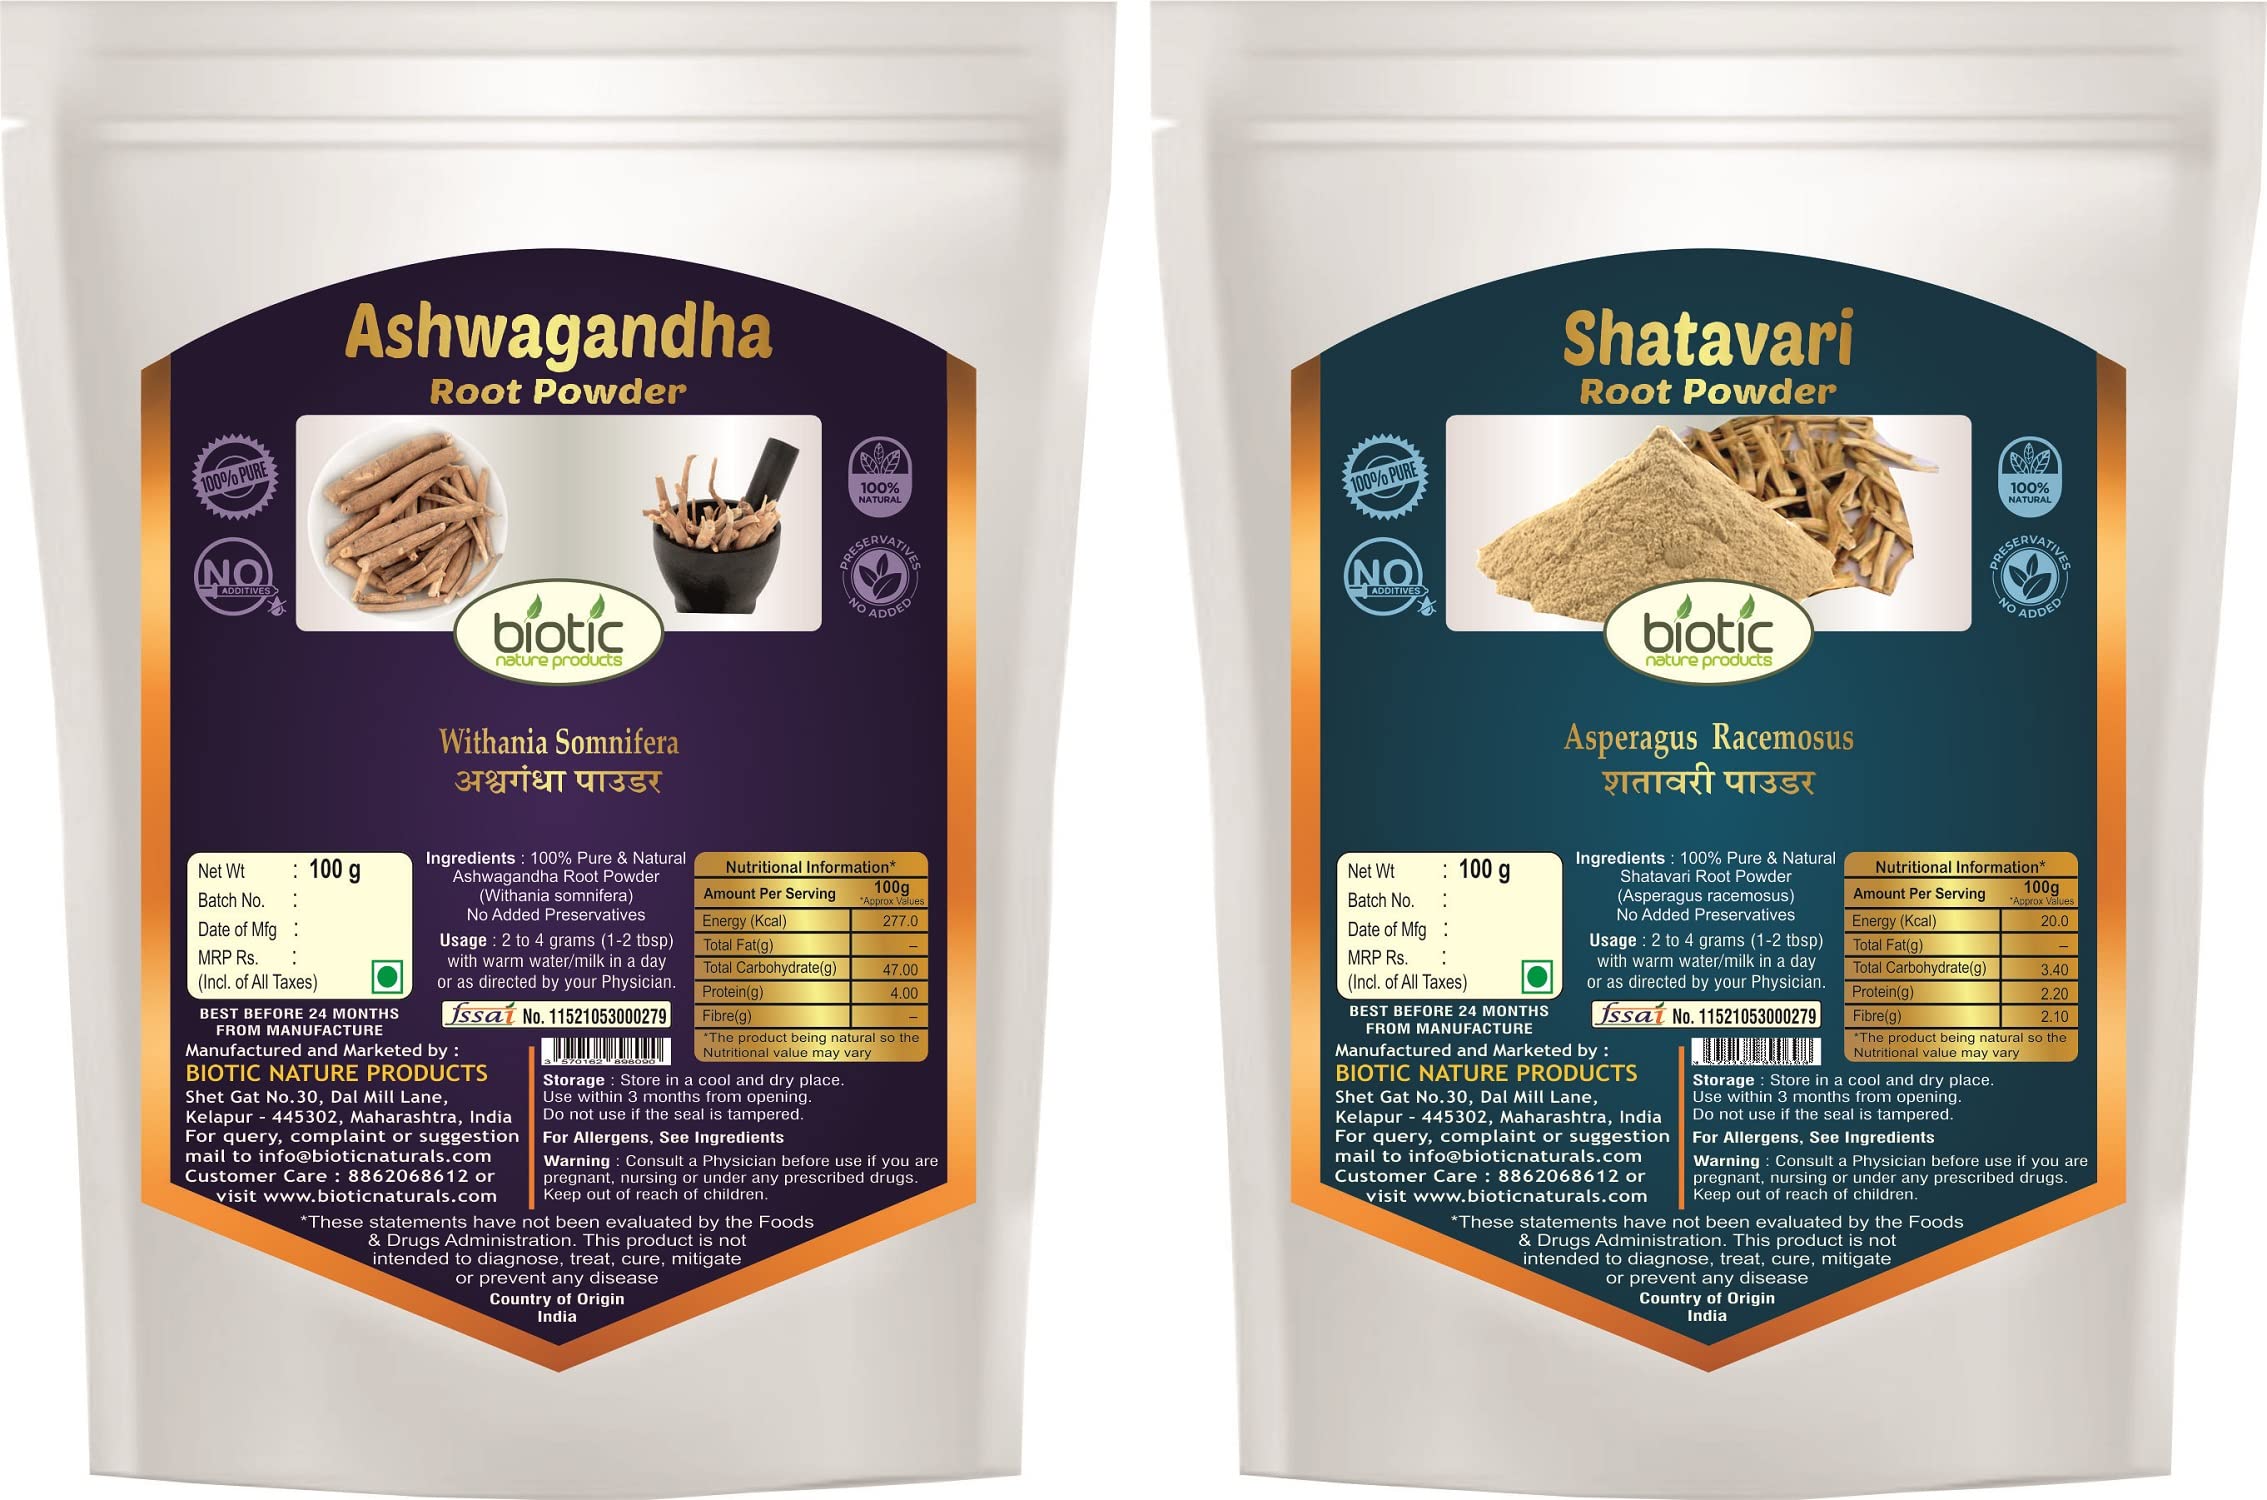 Ashwagandha
Root Powder
100% PURE
100%
NATURAL
NO
ADDITIVES
PRESERVATIVES
NO ADDED
biotic
nature products
Withania Somnifera
अश्वगंधा पाउडर
Net Wt : 100 g
Batch No. :
Date of Mfg :
MRP Rs. :
(Incl. of All Taxes)
BEST BEFORE 24 MONTHS
FROM MANUFACTURE
Ingredients : 100% Pure & Natural
Ashwagandha Root Powder
(Withania somnifera)
No Added Preservatives
Usage : 2 to 4 grams (1-2 tbsp)
with warm water/milk in a day
or as directed by your Physician.
fssai No. 11521053000279
Nutritional Information*
Amount Per Serving 100g
*Approx Values
Energy (Kcal) 277.0
Total Fat(g) –
Total Carbohydrate(g) 47.00
Protein(g) 4.00
Fibre(g) –
*The product being natural so the
Nutritional value may vary
Manufactured and Marketed by :
BIOTIC NATURE PRODUCTS
Shet Gat No.30, Dal Mill Lane,
Kelapur - 445302, Maharashtra, India
For query, complaint or suggestion
mail to info@bioticnaturals.com
Customer Care : 8862068612 or
visit www.bioticnaturals.com
3 570162 898090
Storage : Store in a cool and dry place.
Use within 3 months from opening.
Do not use if the seal is tampered.
For Allergens, See Ingredients
Warning : Consult a Physician before use if you are
pregnant, nursing or under any prescribed drugs.
Keep out of reach of children.
*These statements have not been evaluated by the Foods
& Drugs Administration. This product is not
intended to diagnose, treat, cure, mitigate
or prevent any disease
Country of Origin
India
Shatavari
Root Powder
100% PURE
100%
NATURAL
NO
ADDITIVES
PRESERVATIVES
NO ADDED
biotic
nature products
Asperagus Racemosus
शतावरी पाउडर
Net Wt : 100 g
Batch No. :
Date of Mfg :
MRP Rs. :
(Incl. of All Taxes)
BEST BEFORE 24 MONTHS
FROM MANUFACTURE
Ingredients : 100% Pure & Natural
Shatavari Root Powder
(Asperagus racemosus)
No Added Preservatives
Usage : 2 to 4 grams (1-2 tbsp)
with warm water/milk in a day
or as directed by your Physician.
fssai No. 11521053000279
Nutritional Information*
Amount Per Serving 100g
*Approx Values
Energy (Kcal) 20.0
Total Fat(g) –
Total Carbohydrate(g) 3.40
Protein(g) 2.20
Fibre(g) 2.10
*The product being natural so the
Nutritional value may vary
Manufactured and Marketed by :
BIOTIC NATURE PRODUCTS
Shet Gat No.30, Dal Mill Lane,
Kelapur - 445302, Maharashtra, India
For query, complaint or suggestion
mail to info@bioticnaturals.com
Customer Care : 8862068612 or
visit www.bioticnaturals.com
Storage : Store in a cool and dry place.
Use within 3 months from opening.
Do not use if the seal is tampered.
For Allergens, See Ingredients
Warning : Consult a Physician before use if you are
pregnant, nursing or under any prescribed drugs.
Keep out of reach of children.
*These statements have not been evaluated by the Foods
& Drugs Administration. This product is not
intended to diagnose, treat, cure, mitigate
or prevent any disease
Country of Origin
India